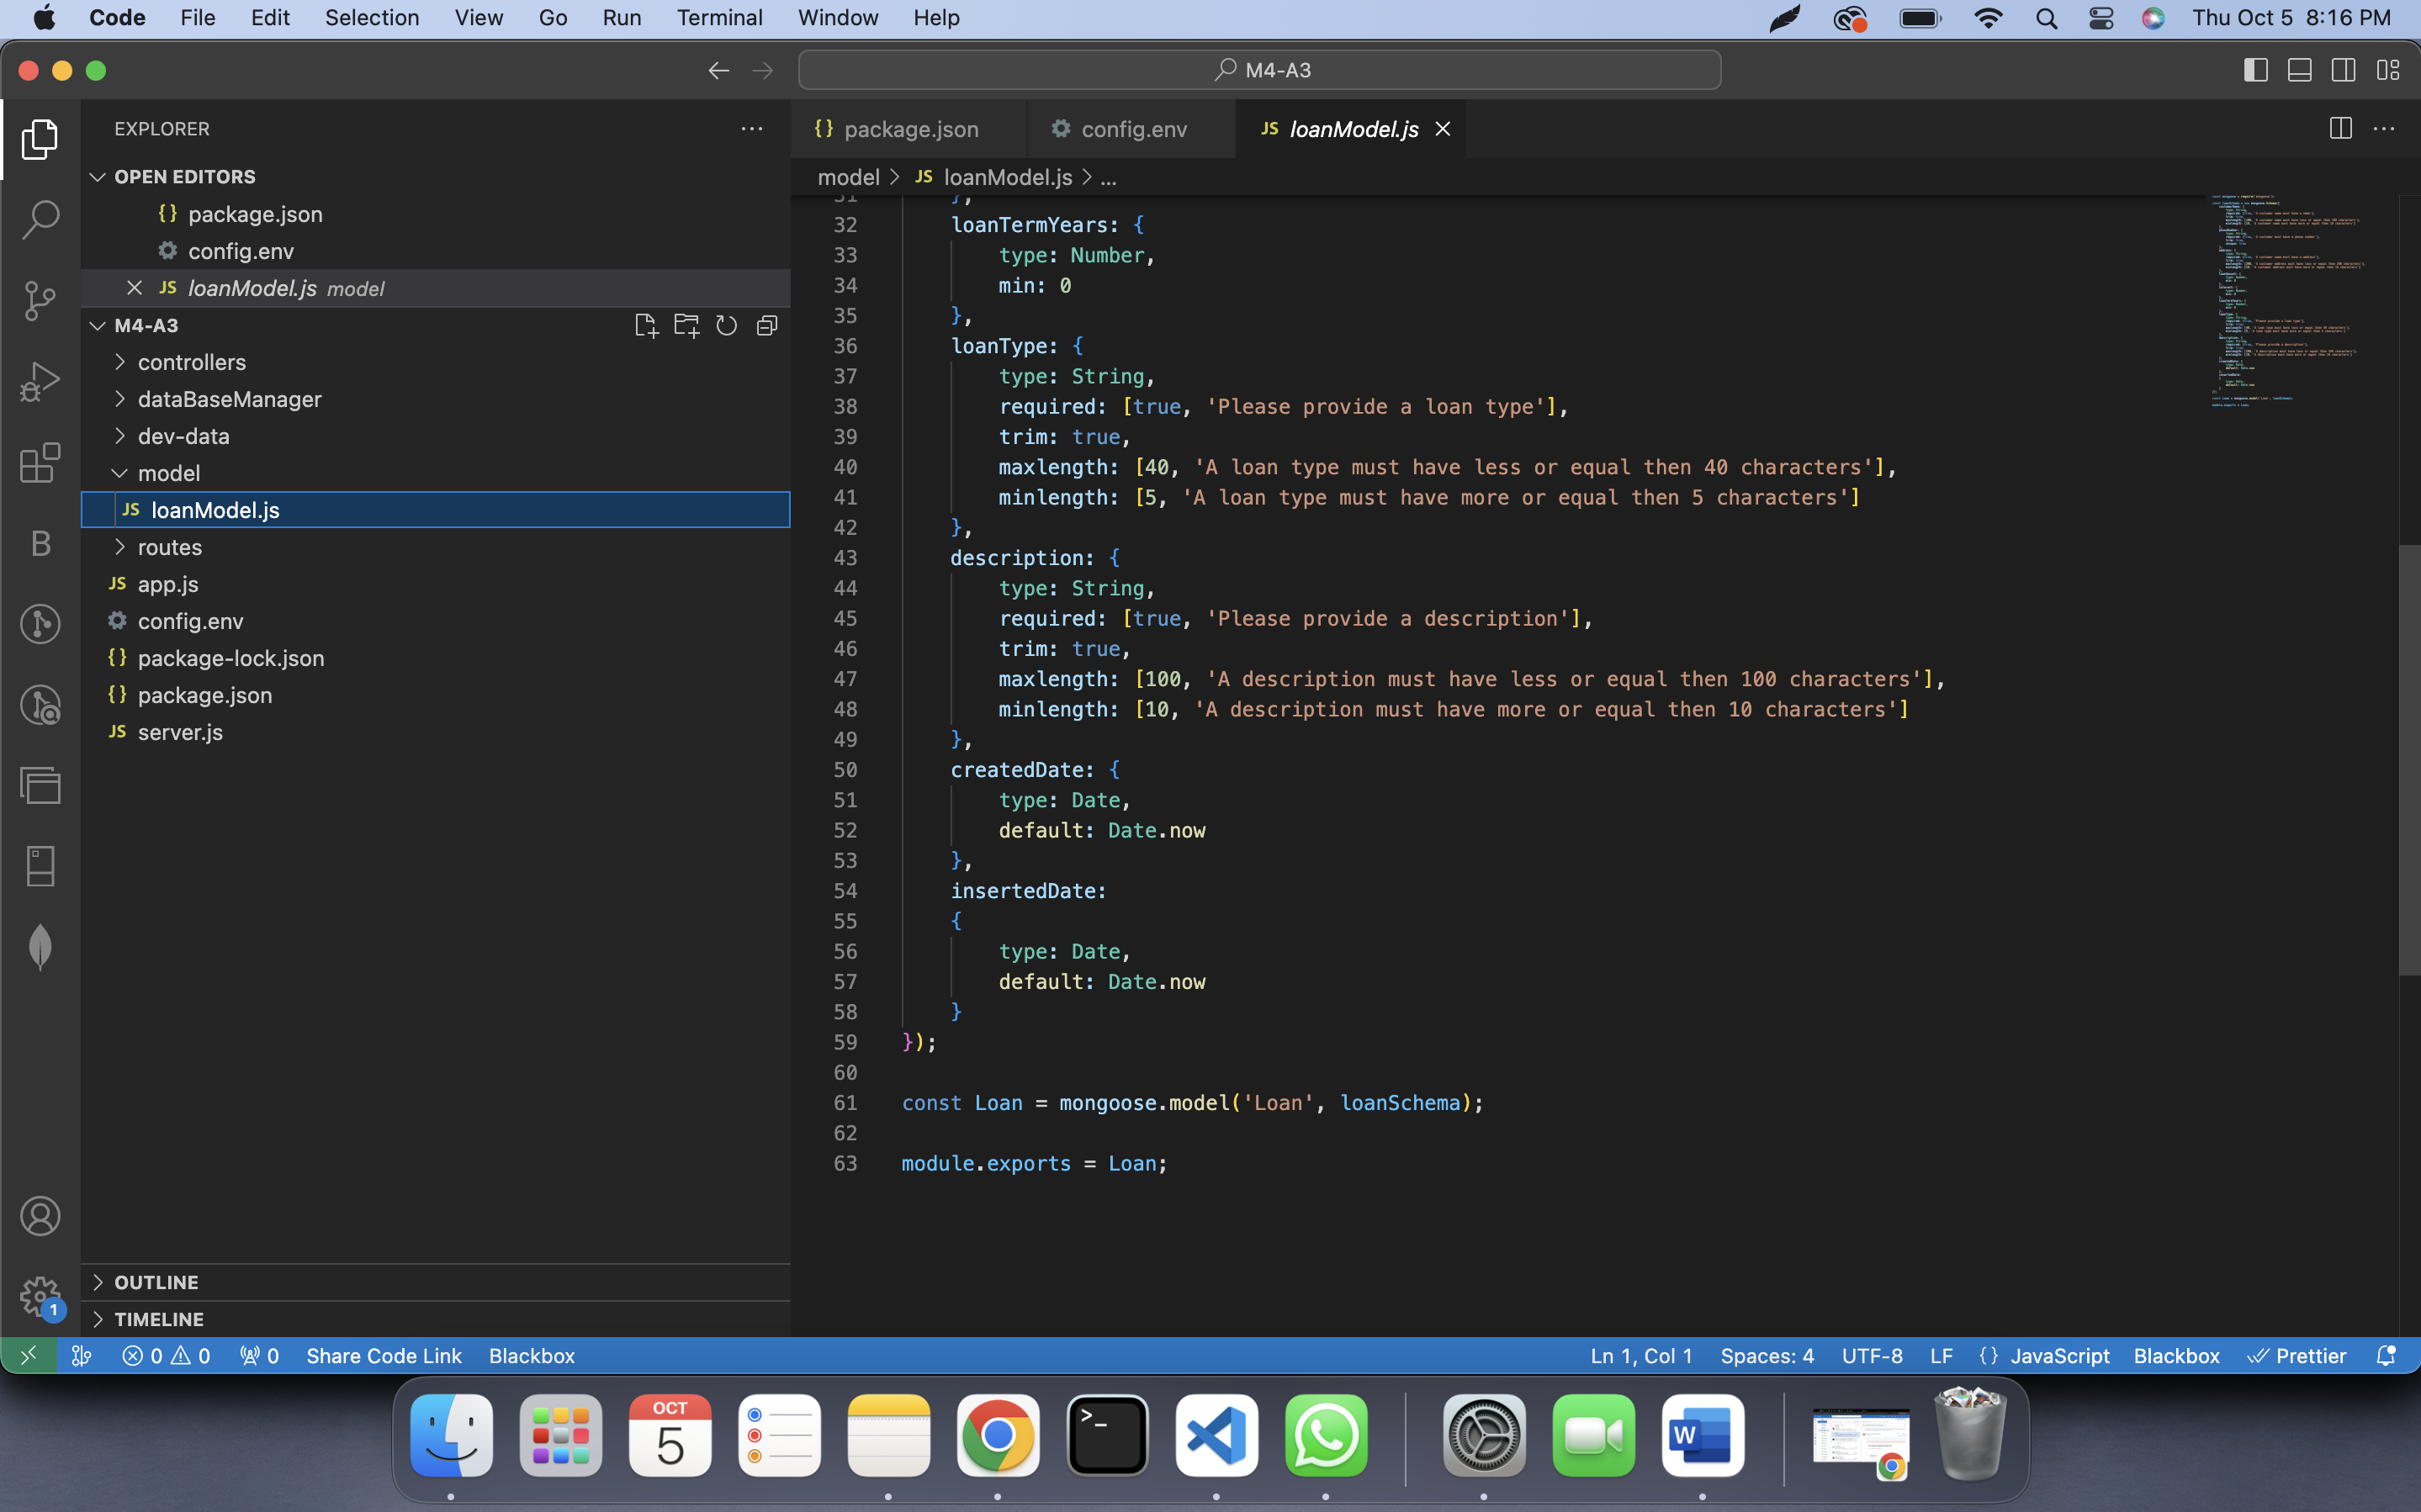 Code File Edit Selection View Go Run Terminal Window Help Thu Oct 5 8:16 PM
M4-A3
EXPLORER
OPEN EDITORS
{} package.json
config.env
JS loanModel.js model
M4-A3
controllers
dataBaseManager
dev-data
model
JS loanModel.js
routes
JS app.js
config.env
{} package-lock.json
{} package.json
JS server.js
OUTLINE
TIMELINE
B
1
{} package.json config.env JS loanModel.js
model > JS loanModel.js > ...
31 },
32 loanTermYears: {
33 type: Number,
34 min: 0
35 },
36 loanType: {
37 type: String,
38 required: [true, 'Please provide a loan type'],
39 trim: true,
40 maxlength: [40, 'A loan type must have less or equal then 40 characters'],
41 minlength: [5, 'A loan type must have more or equal then 5 characters']
42 },
43 description: {
44 type: String,
45 required: [true, 'Please provide a description'],
46 trim: true,
47 maxlength: [100, 'A description must have less or equal then 100 characters'],
48 minlength: [10, 'A description must have more or equal then 10 characters']
49 },
50 createdDate: {
51 type: Date,
52 default: Date.now
53 },
54 insertedDate:
55 {
56 type: Date,
57 default: Date.now
58 }
59 });
60
61 const Loan = mongoose.model('Loan', loanSchema);
62
63 module.exports = Loan;
0 0 0 Share Code Link Blackbox Ln 1, Col 1 Spaces: 4 UTF-8 LF {} JavaScript Blackbox Prettier
OCT
5
>_
W